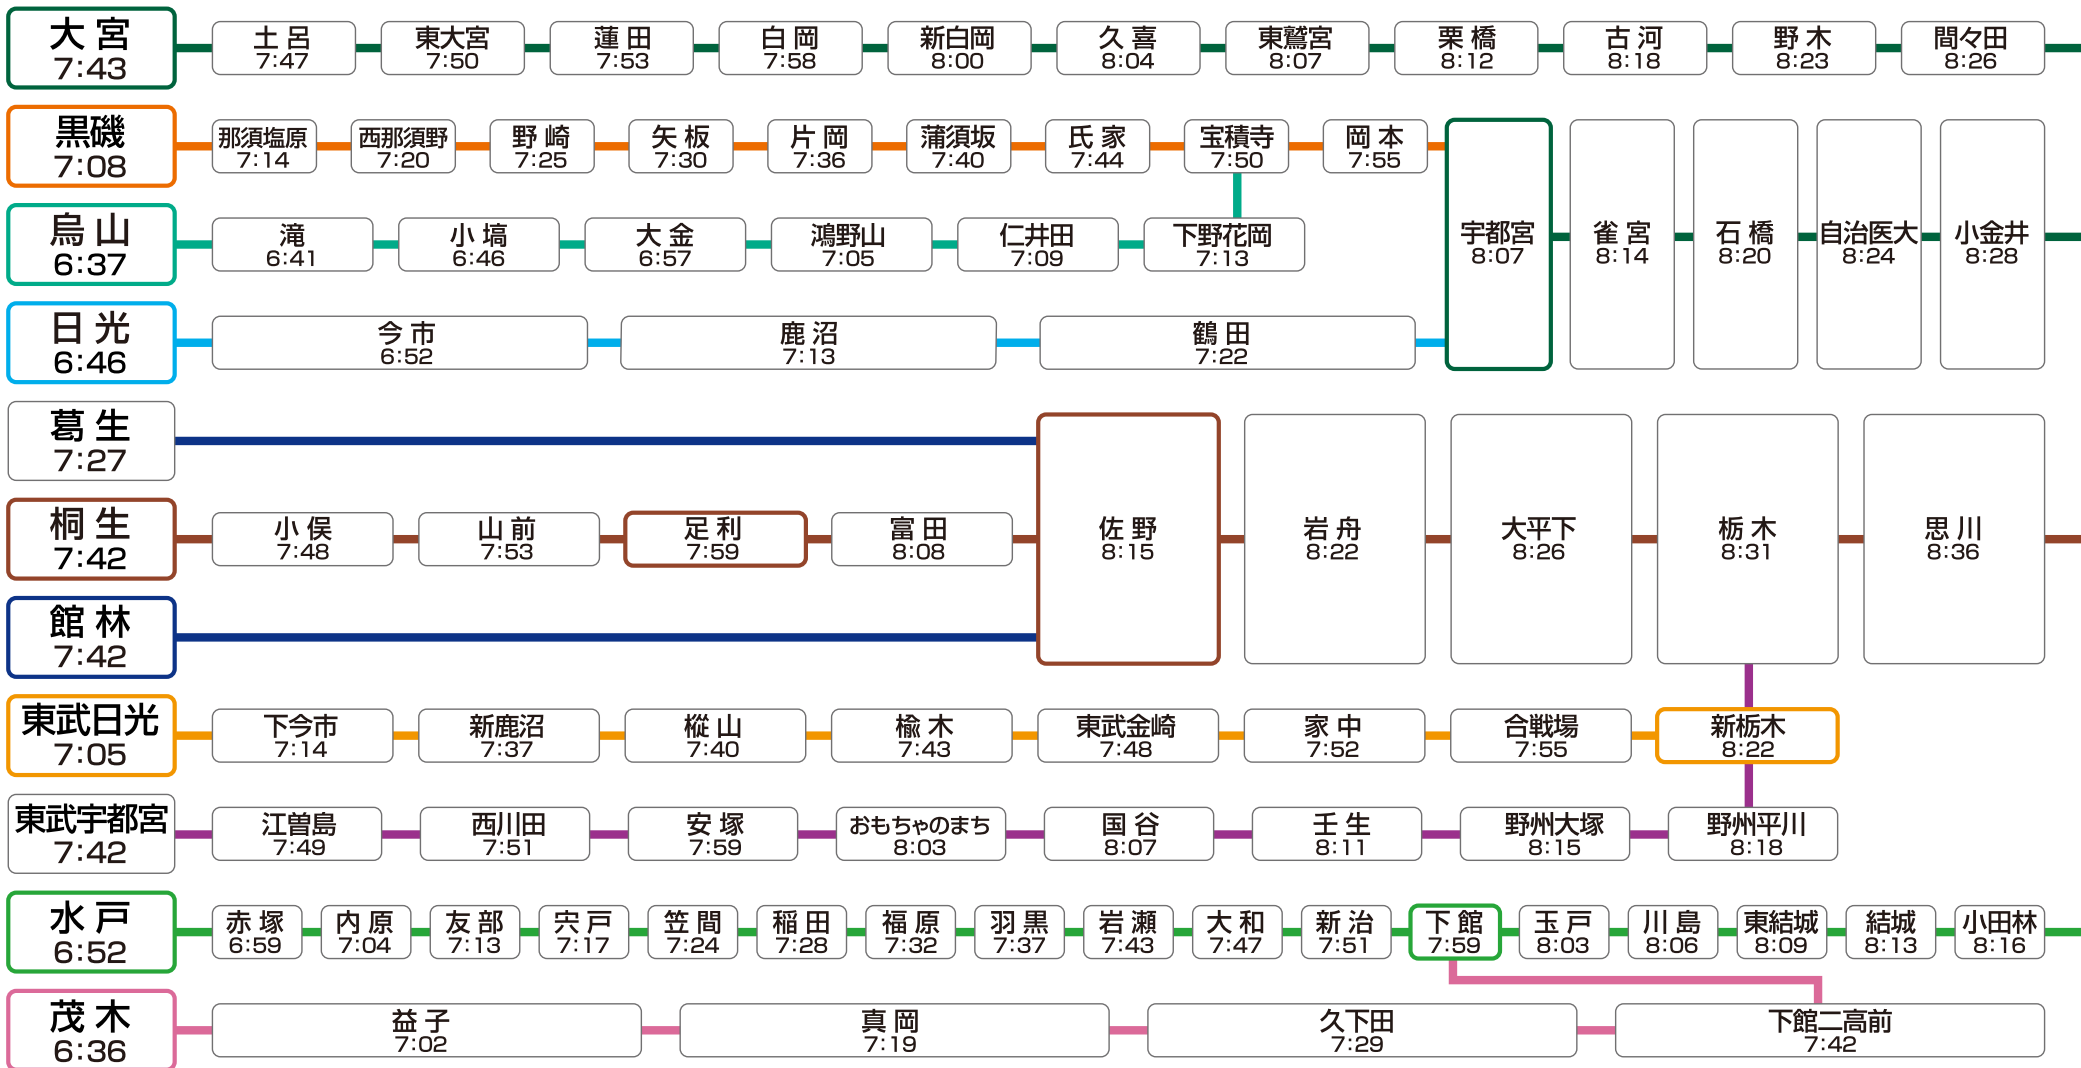 大宮
7:43
土呂
7:47
東大宮
7:50
蓮田
7:53
白岡
7:58
新白岡
8:00
久喜
8:04
東鷲宮
8:07
栗橋
8:12
古河
8:18
野木
8:23
間々田
8:26
黒磯
7:08
那須塩原
7:14
西那須野
7:20
野崎
7:25
矢板
7:30
片岡
7:36
蒲須坂
7:40
氏家
7:44
宝積寺
7:50
岡本
7:55
宇都宮
8:07
雀宮
8:14
石橋
8:20
自治医大
8:24
小金井
8:28
烏山
6:37
滝
6:41
小塙
6:46
大金
6:57
鴻野山
7:05
仁井田
7:09
下野花岡
7:13
日光
6:46
今市
6:52
鹿沼
7:13
鶴田
7:22
葛生
7:27
桐生
7:42
小俣
7:48
山前
7:53
足利
7:59
富田
8:08
佐野
8:15
岩舟
8:22
大平下
8:26
栃木
8:31
思川
8:36
館林
7:42
東武日光
7:05
下今市
7:14
新鹿沼
7:37
樅山
7:40
楡木
7:43
東武金崎
7:48
家中
7:52
合戦場
7:55
新栃木
8:22
東武宇都宮
7:42
江曽島
7:49
西川田
7:51
安塚
7:59
おもちゃのまち
8:03
国谷
8:07
壬生
8:11
野州大塚
8:15
野州平川
8:18
水戸
6:52
赤塚
6:59
内原
7:04
友部
7:13
宍戸
7:17
笠間
7:24
稲田
7:28
福原
7:32
羽黒
7:37
岩瀬
7:43
大和
7:47
新治
7:51
下館
7:59
玉戸
8:03
川島
8:06
東結城
8:09
結城
8:13
小田林
8:16
茂木
6:36
益子
7:02
真岡
7:19
久下田
7:29
下館二高前
7:42